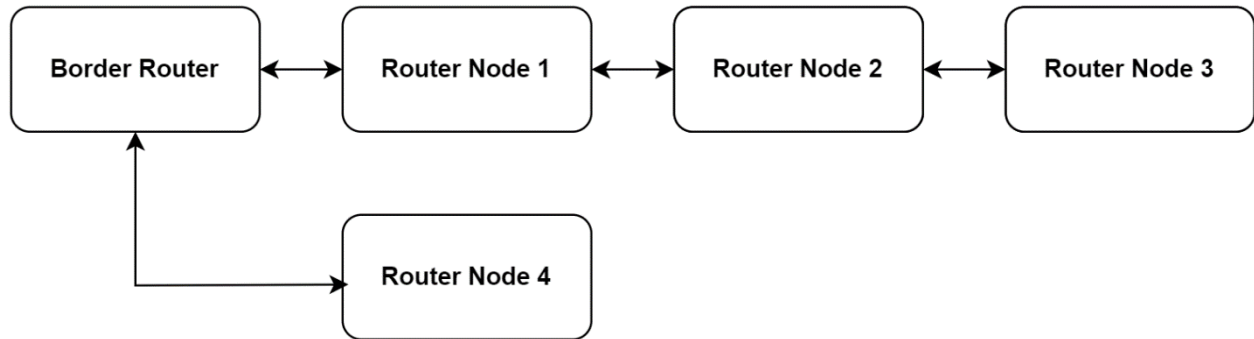 Border Router
Router Node 1
Router Node 2
Router Node 3
Router Node 4